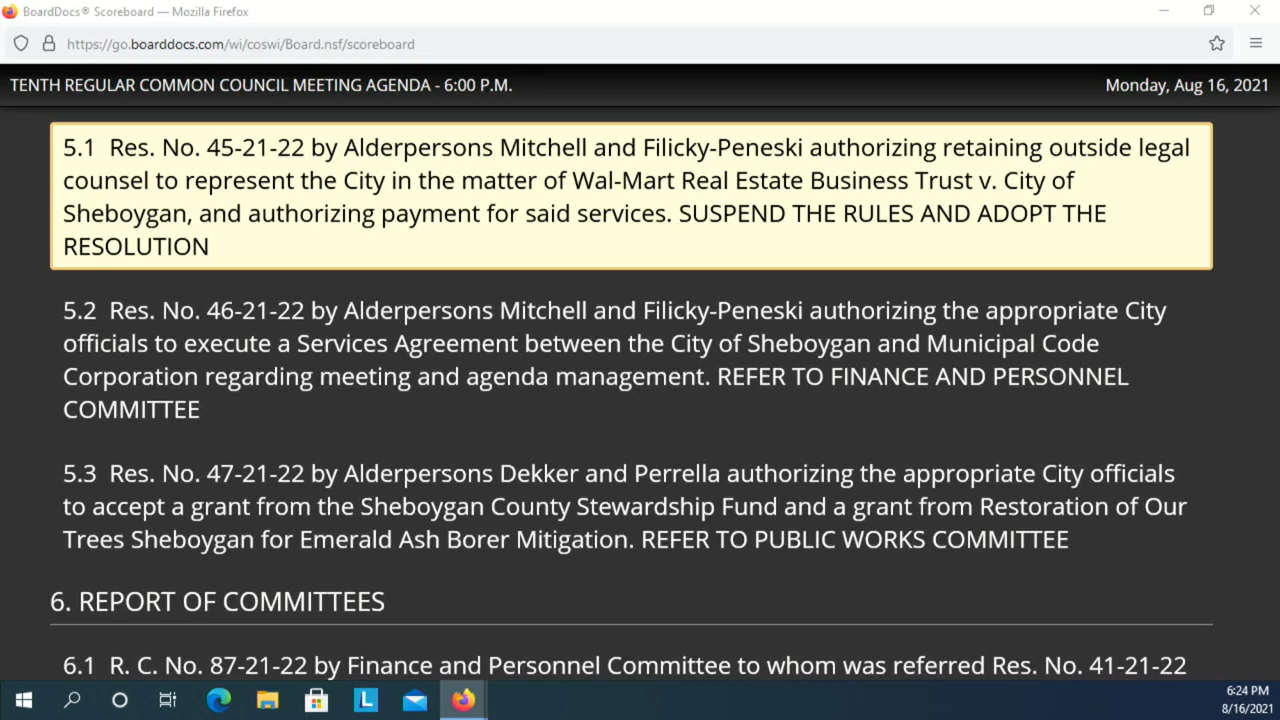 BoardDocs® Scoreboard — Mozilla Firefox
https://go.boarddocs.com/wi/coswi/Board.nsf/scoreboard
TENTH REGULAR COMMON COUNCIL MEETING AGENDA - 6:00 P.M. Monday, Aug 16, 2021
5.1 Res. No. 45-21-22 by Alderpersons Mitchell and Filicky-Peneski authorizing retaining outside legal
counsel to represent the City in the matter of Wal-Mart Real Estate Business Trust v. City of
Sheboygan, and authorizing payment for said services. SUSPEND THE RULES AND ADOPT THE
RESOLUTION
5.2 Res. No. 46-21-22 by Alderpersons Mitchell and Filicky-Peneski authorizing the appropriate City
officials to execute a Services Agreement between the City of Sheboygan and Municipal Code
Corporation regarding meeting and agenda management. REFER TO FINANCE AND PERSONNEL
COMMITTEE
5.3 Res. No. 47-21-22 by Alderpersons Dekker and Perrella authorizing the appropriate City officials
to accept a grant from the Sheboygan County Stewardship Fund and a grant from Restoration of Our
Trees Sheboygan for Emerald Ash Borer Mitigation. REFER TO PUBLIC WORKS COMMITTEE
6. REPORT OF COMMITTEES
6.1 R. C. No. 87-21-22 by Finance and Personnel Committee to whom was referred Res. No. 41-21-22
L
6:24 PM
8/16/2021